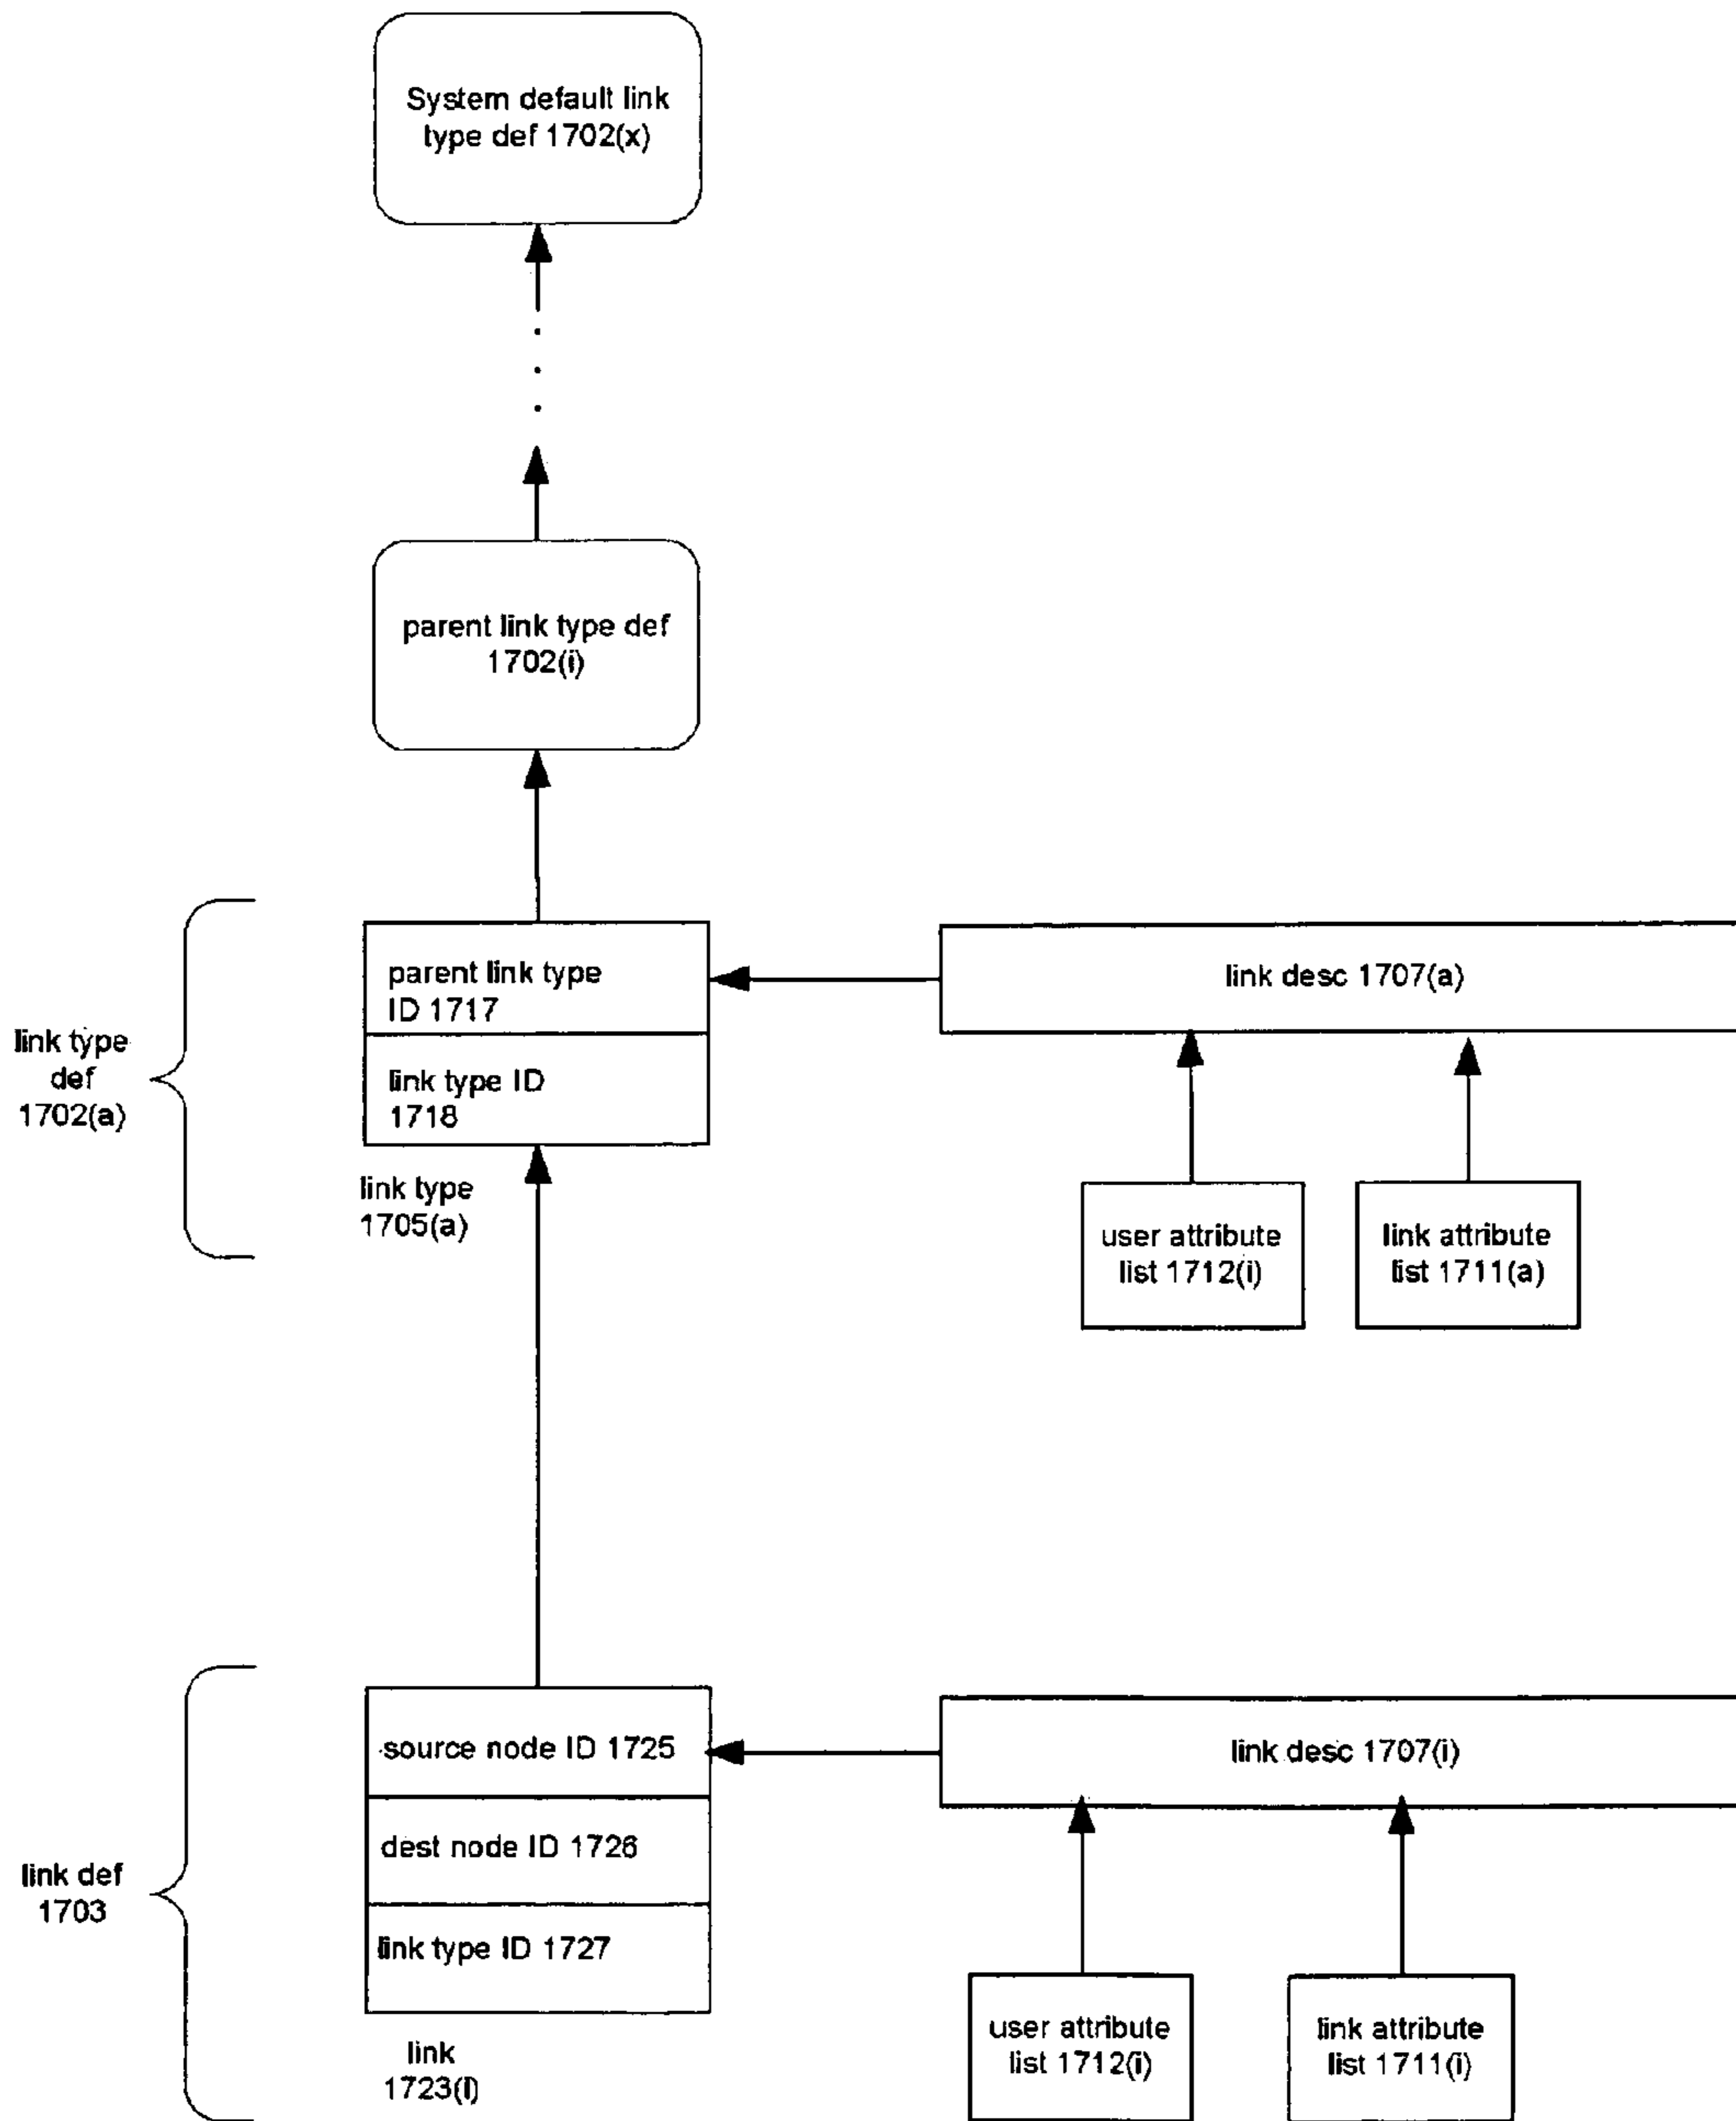 System default link
type def 1702(x)
parent link type def
1702(i)
link type
def
1702(a)
parent link type
ID 1717
link type ID
1718
link type
1705(a)
link desc 1707(a)
user attribute
list 1712(i)
link attribute
list 1711(a)
link def
1703
source node ID 1725
dest node ID 1726
link type ID 1727
link
1723(i)
link desc 1707(i)
user attribute
list 1712(i)
link attribute
list 1711(i)